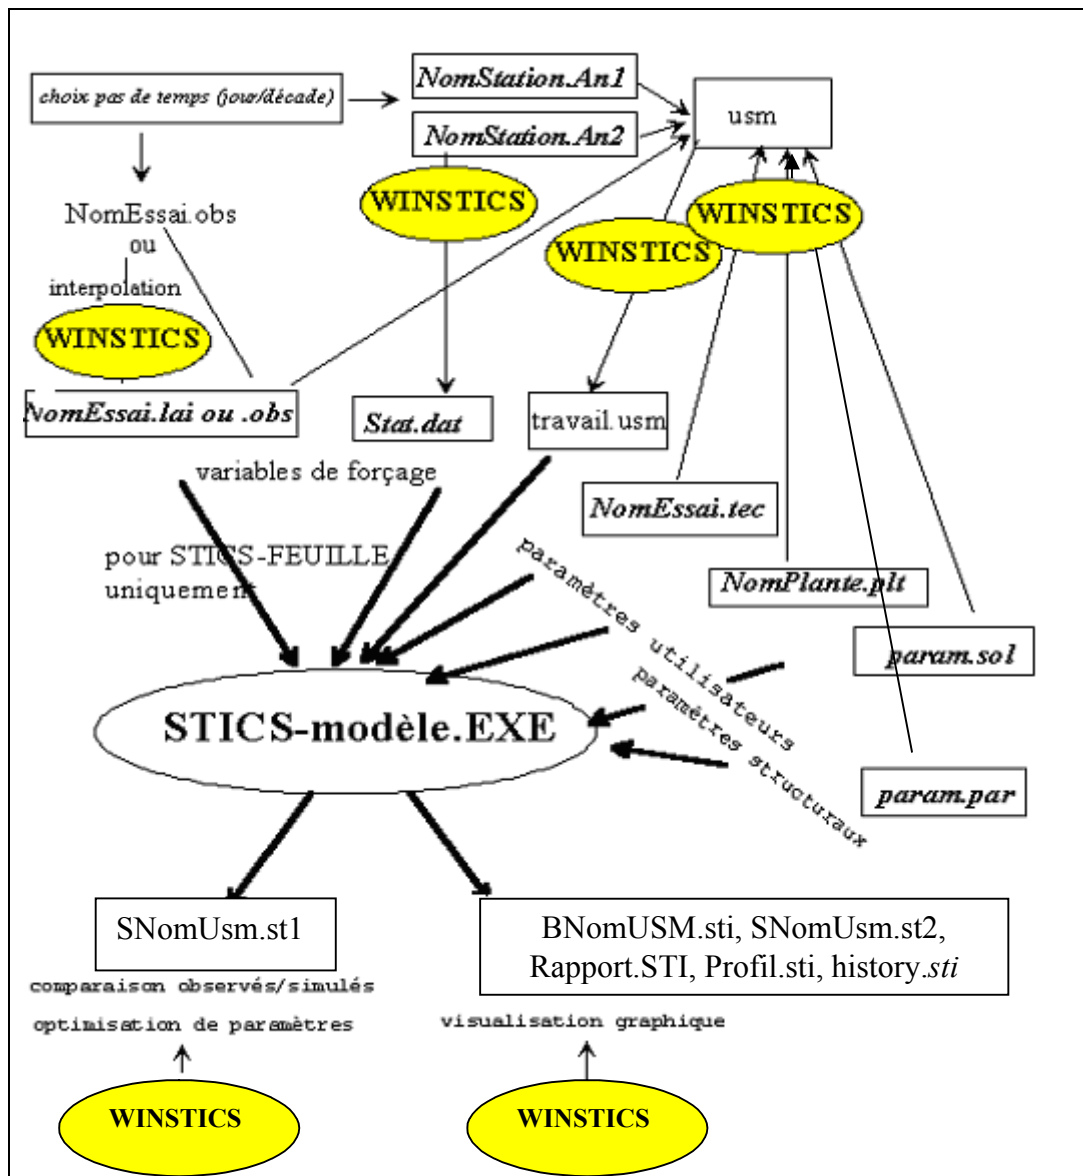 choix pas de temps (jour/décade)
NomStation.An1
NomStation.An2
usm
WINSTICS
WINSTICS
WINSTICS
NomEssai.obs
ou
interpolation
WINSTICS
NomEssai.lai ou .obs
Stat.dat
travail.usm
variables de forçage
NomEssai.tec
pour STICS-FEUILLE
uniquement
NomPlante.plt
paramètres utilisateurs
paramètres structuraux
param.sol
param.par
STICS-modèle.EXE
SNomUsm.st1
BNomUSM.sti, SNomUsm.st2,
Rapport.STI, Profil.sti, history.sti
comparaison observés/simulés
optimisation de paramètres
visualisation graphique
WINSTICS
WINSTICS